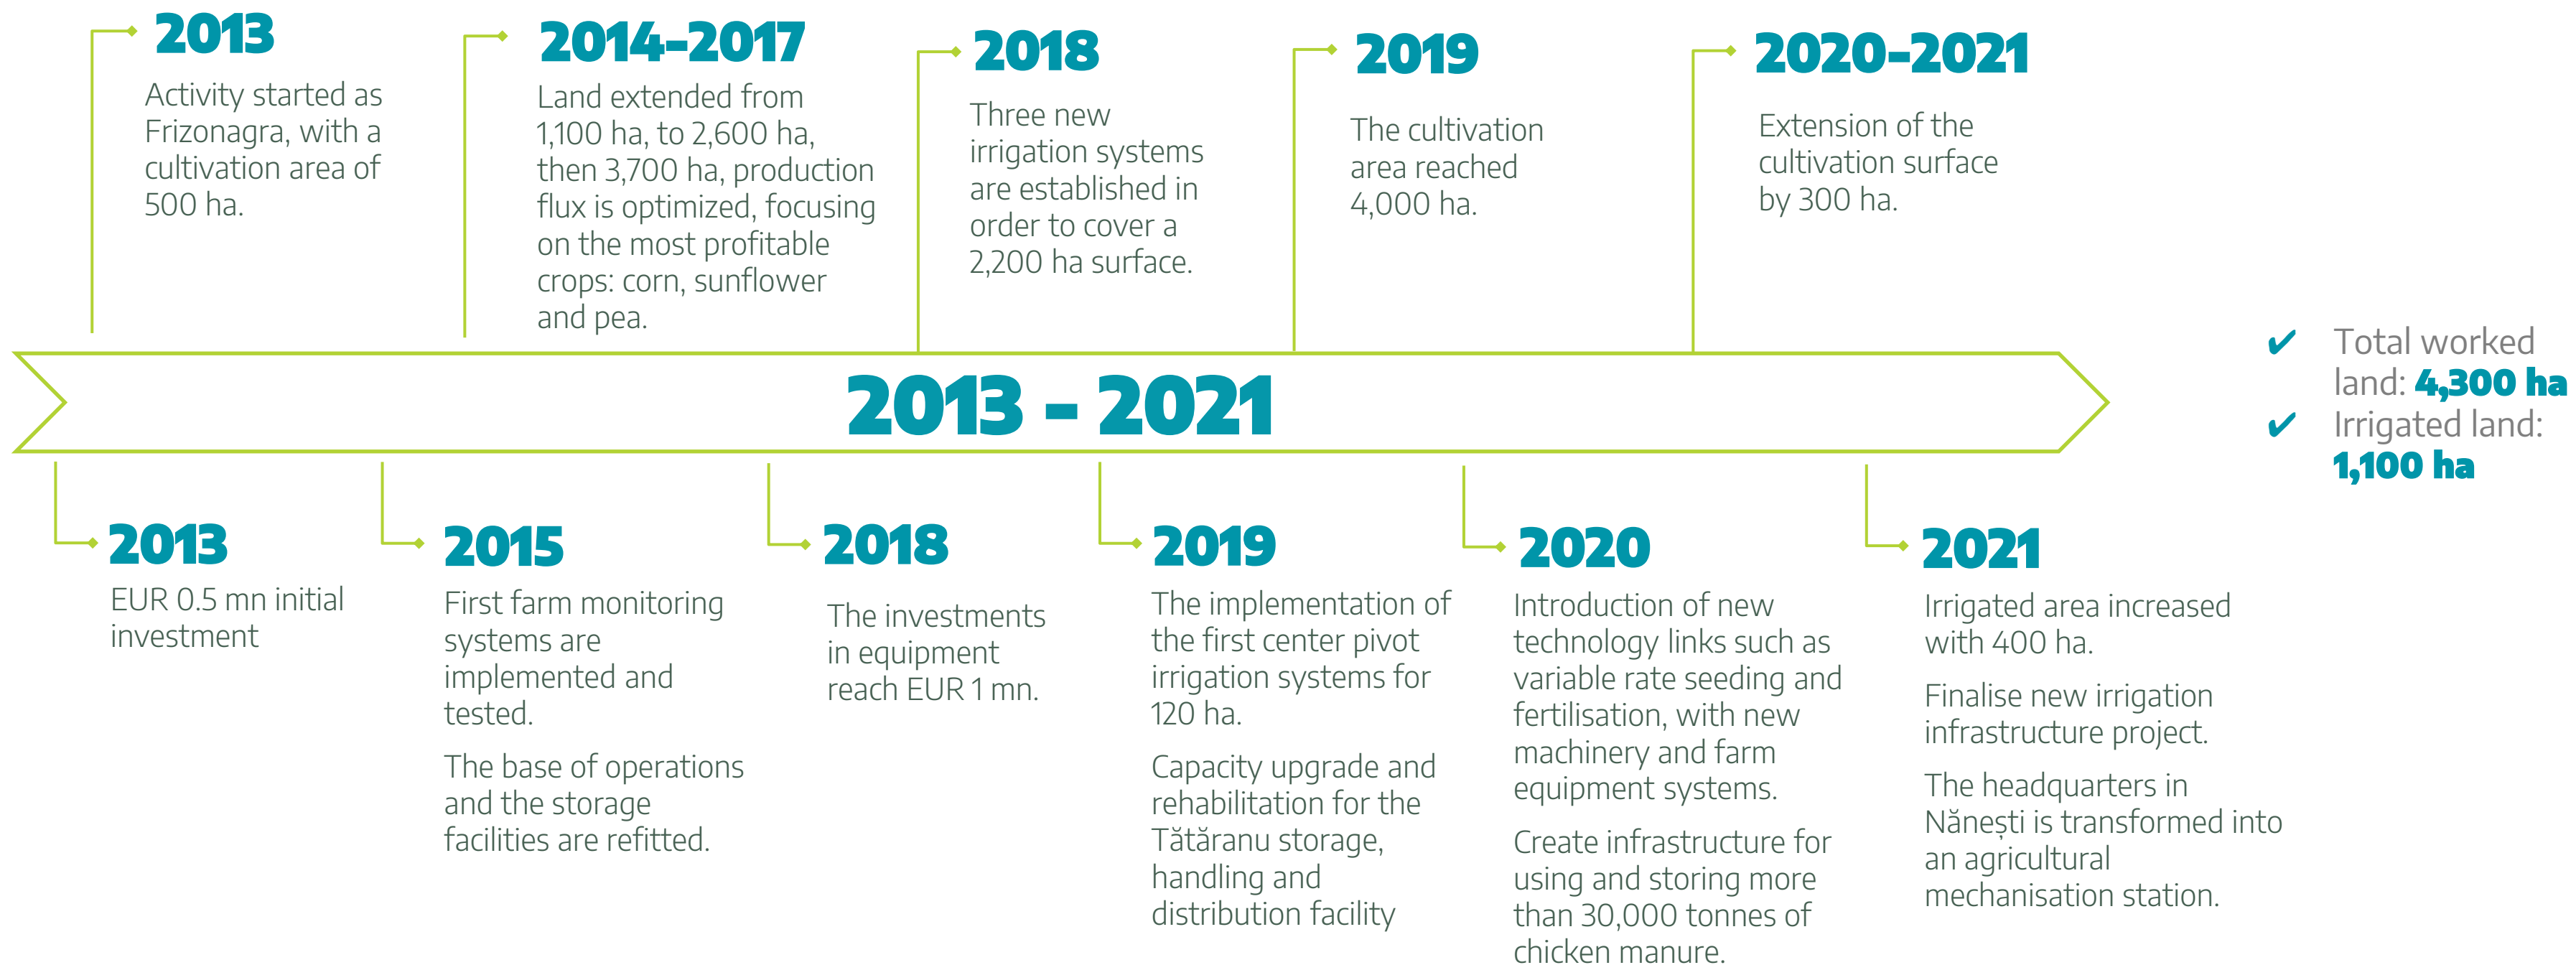 2013
Activity started as
Frizonagra, with a
cultivation area of
500 ha.
2014-2017
Land extended from
1,100 ha, to 2,600 ha,
then 3,700 ha, production
flux is optimized, focusing
on the most profitable
crops: corn, sunflower
and pea.
2018
Three new
irrigation systems
are established in
order to cover a
2,200 ha surface.
2019
The cultivation
area reached
4,000 ha.
2020-2021
Extension of the
cultivation surface
by 300 ha.
2013 – 2021
✔ Total worked
land: 4,300 ha
✔ Irrigated land:
1,100 ha
2013
EUR 0.5 mn initial
investment
2015
First farm monitoring
systems are
implemented and
tested.
The base of operations
and the storage
facilities are refitted.
2018
The investments
in equipment
reach EUR 1 mn.
2019
The implementation of
the first center pivot
irrigation systems for
120 ha.
Capacity upgrade and
rehabilitation for the
Tătăranu storage,
handling and
distribution facility
2020
Introduction of new
technology links such as
variable rate seeding and
fertilisation, with new
machinery and farm
equipment systems.
Create infrastructure for
using and storing more
than 30,000 tonnes of
chicken manure.
2021
Irrigated area increased
with 400 ha.
Finalise new irrigation
infrastructure project.
The headquarters in
Nănești is transformed into
an agricultural
mechanisation station.